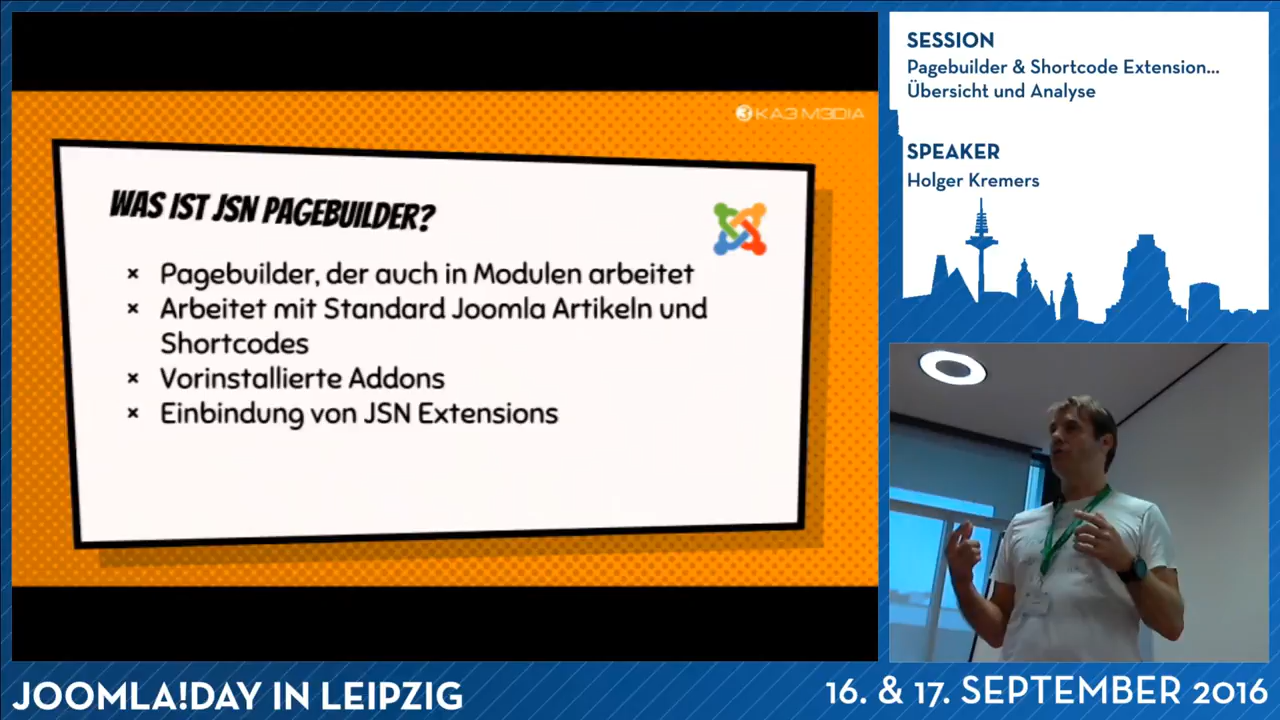 SESSION
Pagebuilder & Shortcode Extension...
Übersicht und Analyse
SPEAKER
Holger Kremers
3 KA3 M3DIA
WAS IST JSN PAGEBUILDER?
× Pagebuilder, der auch in Modulen arbeitet
× Arbeitet mit Standard Joomla Artikeln und
Shortcodes
× Vorinstallierte Addons
× Einbindung von JSN Extensions
JOOMLA!DAY IN LEIPZIG
16. & 17. SEPTEMBER 2016